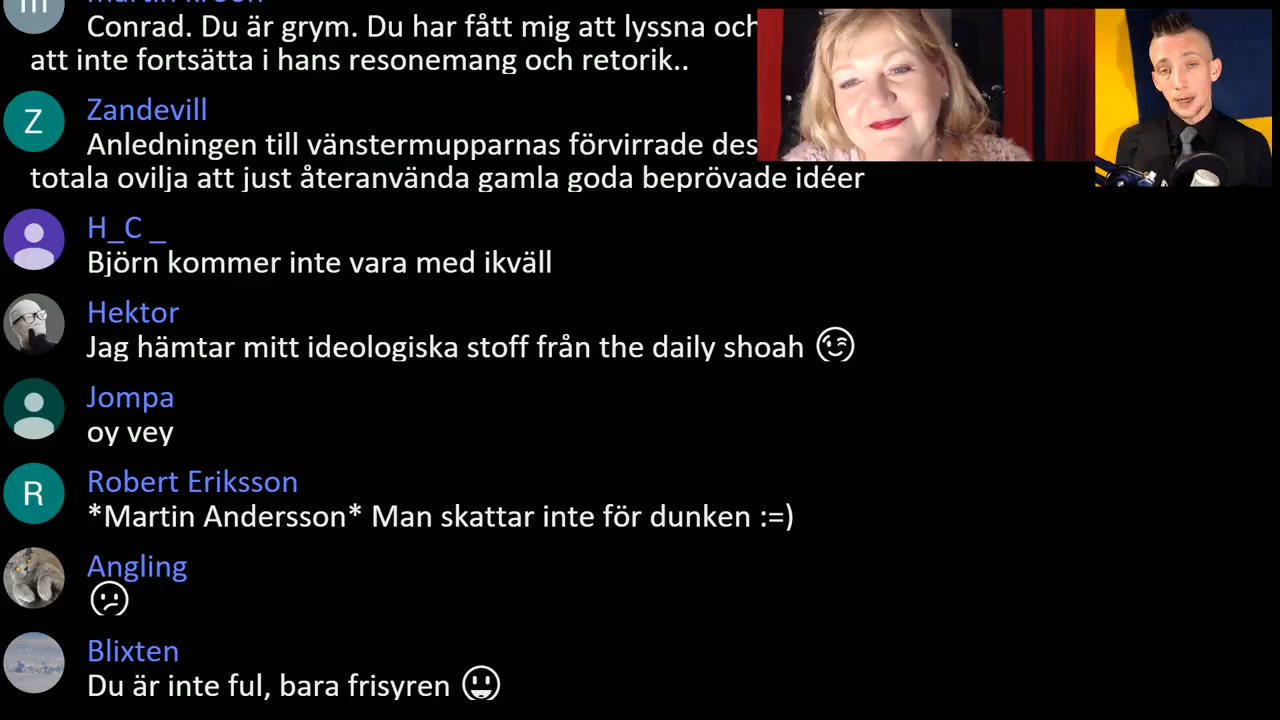 Conrad. Du är grym. Du har fått mig att lyssna och
att inte fortsätta i hans resonemang och retorik..
Z
Zandevill
Anledningen till vänstermupparnas förvirrade
totala ovilja att just återanvända gamla goda beprövade idéer
H_C _
Björn kommer inte vara med ikväll
Hektor
Jag hämtar mitt ideologiska stoff från the daily shoah 😉
Jompa
oy vey
R
Robert Eriksson
*Martin Andersson* Man skattar inte för dunken :=)
Angling
Blixten
Du är inte ful, bara frisyren 😀